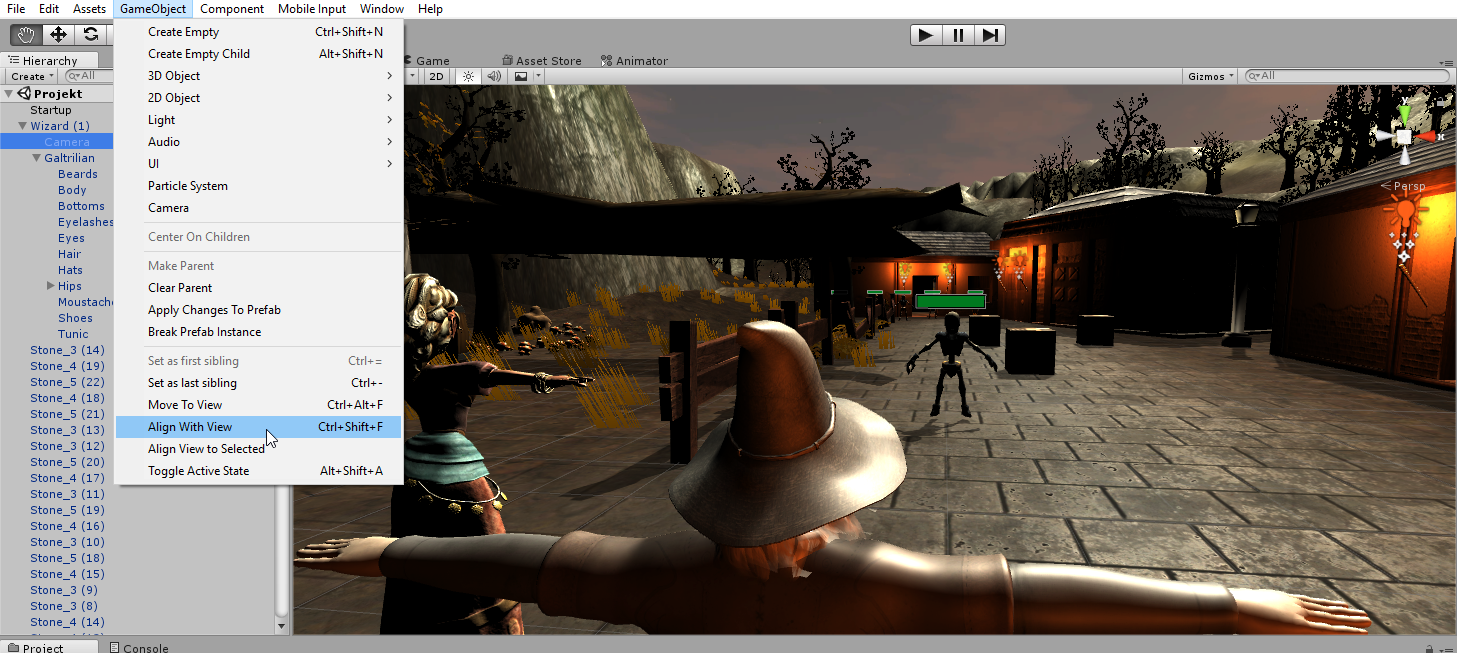 File Edit Assets GameObject Component Mobile Input Window Help
Create Empty Ctrl+Shift+N
Create Empty Child Alt+Shift+N
3D Object
2D Object
Light
Audio
UI
Particle System
Camera
Center On Children
Make Parent
Clear Parent
Apply Changes To Prefab
Break Prefab Instance
Set as first sibling Ctrl+=
Set as last sibling Ctrl+-
Move To View Ctrl+Alt+F
Align With View Ctrl+Shift+F
Align View to Selected
Toggle Active State Alt+Shift+A
Hierarchy
Create All
Projekt
Startup
Wizard (1)
Camera
Galtrilian
Beards
Body
Bottoms
Eyelashes
Eyes
Hair
Hats
Hips
Moustache
Shoes
Tunic
Stone_3 (14)
Stone_4 (19)
Stone_5 (22)
Stone_4 (18)
Stone_5 (21)
Stone_3 (13)
Stone_3 (12)
Stone_5 (20)
Stone_4 (17)
Stone_3 (11)
Stone_5 (19)
Stone_4 (16)
Stone_3 (10)
Stone_5 (18)
Stone_4 (15)
Stone_3 (9)
Stone_3 (8)
Stone_4 (14)
Game Asset Store Animator
2D Gizmos All
y
x
Persp
Project Console